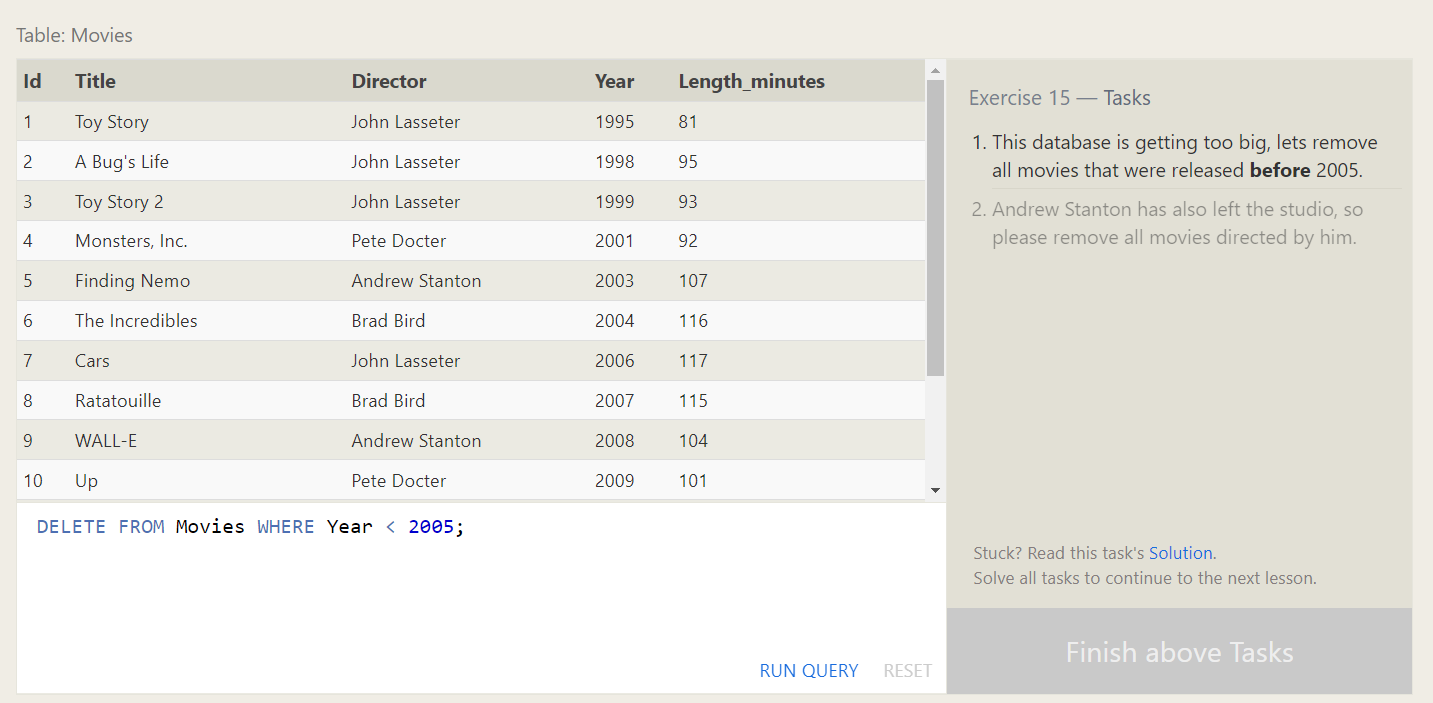 Table: Movies
Id Title Director Year Length_minutes
1 Toy Story John Lasseter 1995 81
2 A Bug's Life John Lasseter 1998 95
3 Toy Story 2 John Lasseter 1999 93
4 Monsters, Inc. Pete Docter 2001 92
5 Finding Nemo Andrew Stanton 2003 107
6 The Incredibles Brad Bird 2004 116
7 Cars John Lasseter 2006 117
8 Ratatouille Brad Bird 2007 115
9 WALL-E Andrew Stanton 2008 104
10 Up Pete Docter 2009 101
DELETE FROM Movies WHERE Year < 2005;
RUN QUERY RESET
Exercise 15 — Tasks
1. This database is getting too big, lets remove
all movies that were released before 2005.
2. Andrew Stanton has also left the studio, so
please remove all movies directed by him.
Stuck? Read this task's Solution.
Solve all tasks to continue to the next lesson.
Finish above Tasks